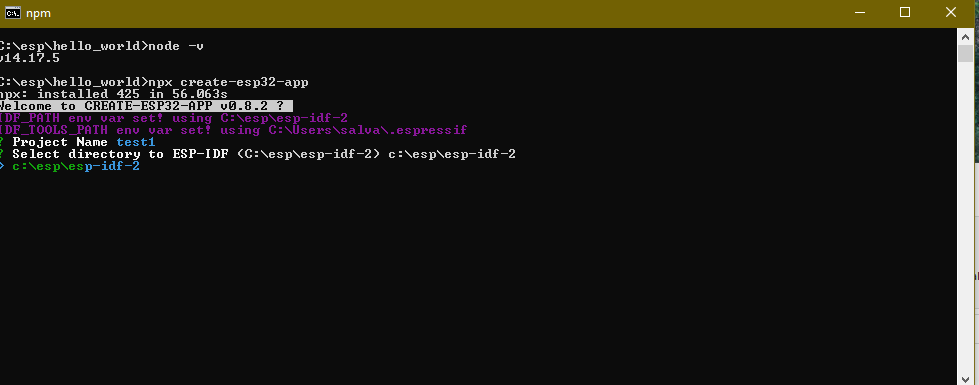 npm
C:\esp\hello_world>node -v
v14.17.5
C:\esp\hello_world>npx create-esp32-app
npx: installed 425 in 56.063s
Welcome to CREATE-ESP32-APP v0.8.2 ?
IDF_PATH env var set! using C:\esp\esp-idf-2
IDF_TOOLS_PATH env var set! using C:\Users\salva\.espressif
? Project Name test1
? Select directory to ESP-IDF (C:\esp\esp-idf-2) c:\esp\esp-idf-2
> c:\esp\esp-idf-2